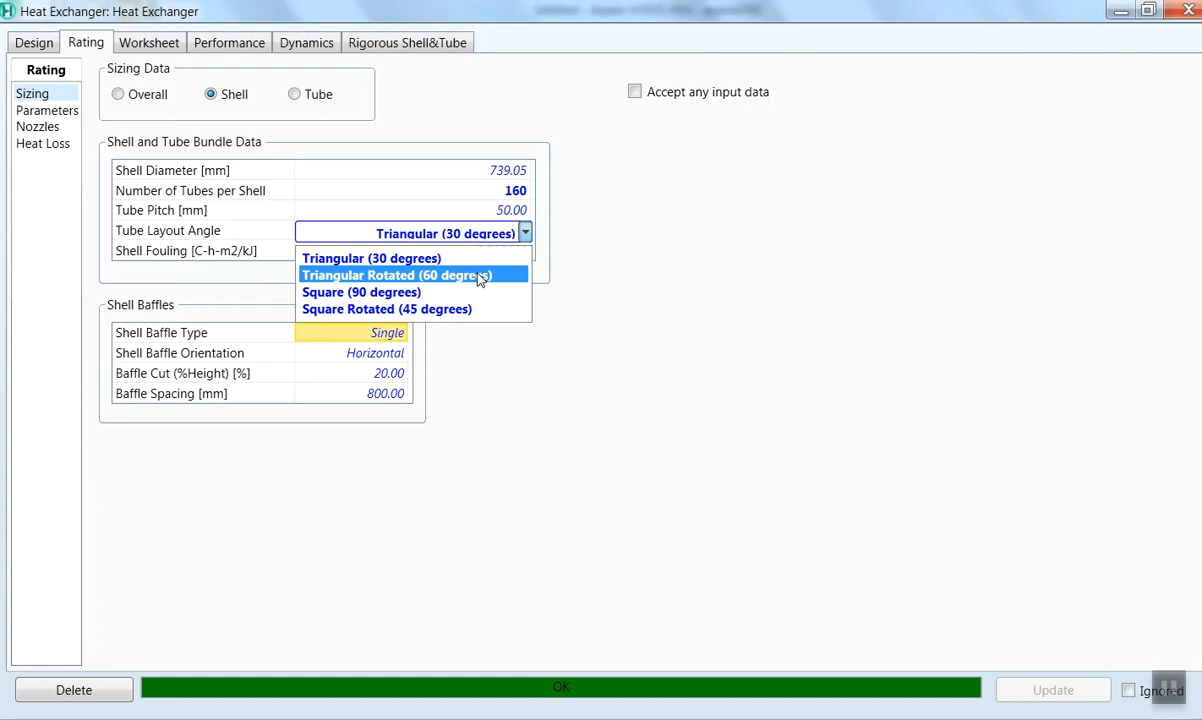 Heat Exchanger: Heat Exchanger
Design Rating Worksheet Performance Dynamics Rigorous Shell&Tube
Rating
Sizing
Parameters
Nozzles
Heat Loss
Sizing Data
Overall Shell Tube
Accept any input data
Shell and Tube Bundle Data
Shell Diameter [mm] 739.05
Number of Tubes per Shell 160
Tube Pitch [mm] 50.00
Tube Layout Angle Triangular (30 degrees)
Shell Fouling [C-h-m2/kJ]
Triangular (30 degrees)
Triangular Rotated (60 degrees)
Square (90 degrees)
Square Rotated (45 degrees)
Shell Baffles
Shell Baffle Type Single
Shell Baffle Orientation Horizontal
Baffle Cut (%Height) [%] 20.00
Baffle Spacing [mm] 800.00
Delete OK Update Ignored